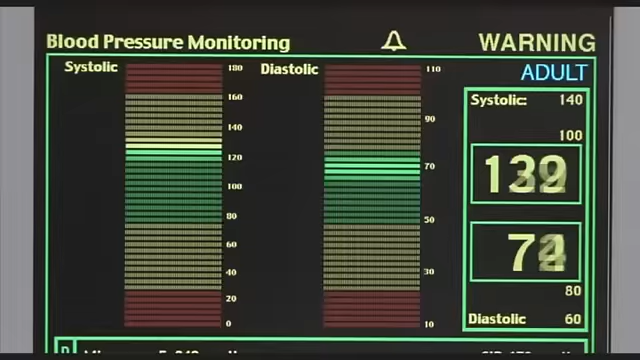 Blood Pressure Monitoring
WARNING
Systolic
Diastolic
ADULT
180
160
140
120
100
80
60
40
20
0
110
90
70
50
30
10
Systolic: 140
100
80
Diastolic 60